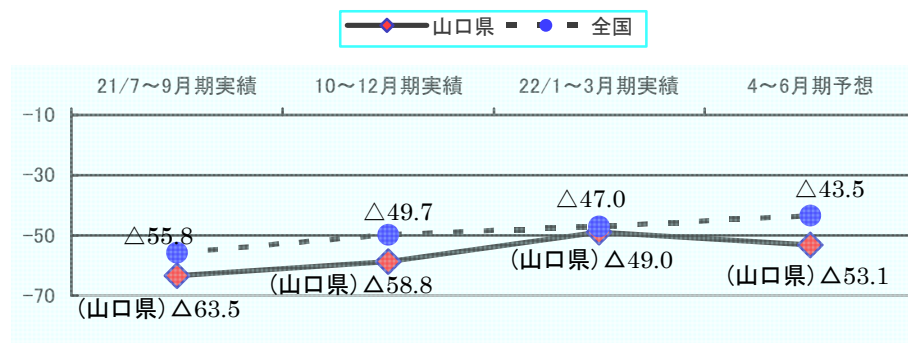 山口県 全国
21/7～9月期実績 10～12月期実績 22/1～3月期実績 4～6月期予想
-10
-30
△43.5
△47.0
△49.7
△55.8
-50
(山口県)△49.0
(山口県)△53.1
(山口県)△58.8
-70
(山口県)△63.5